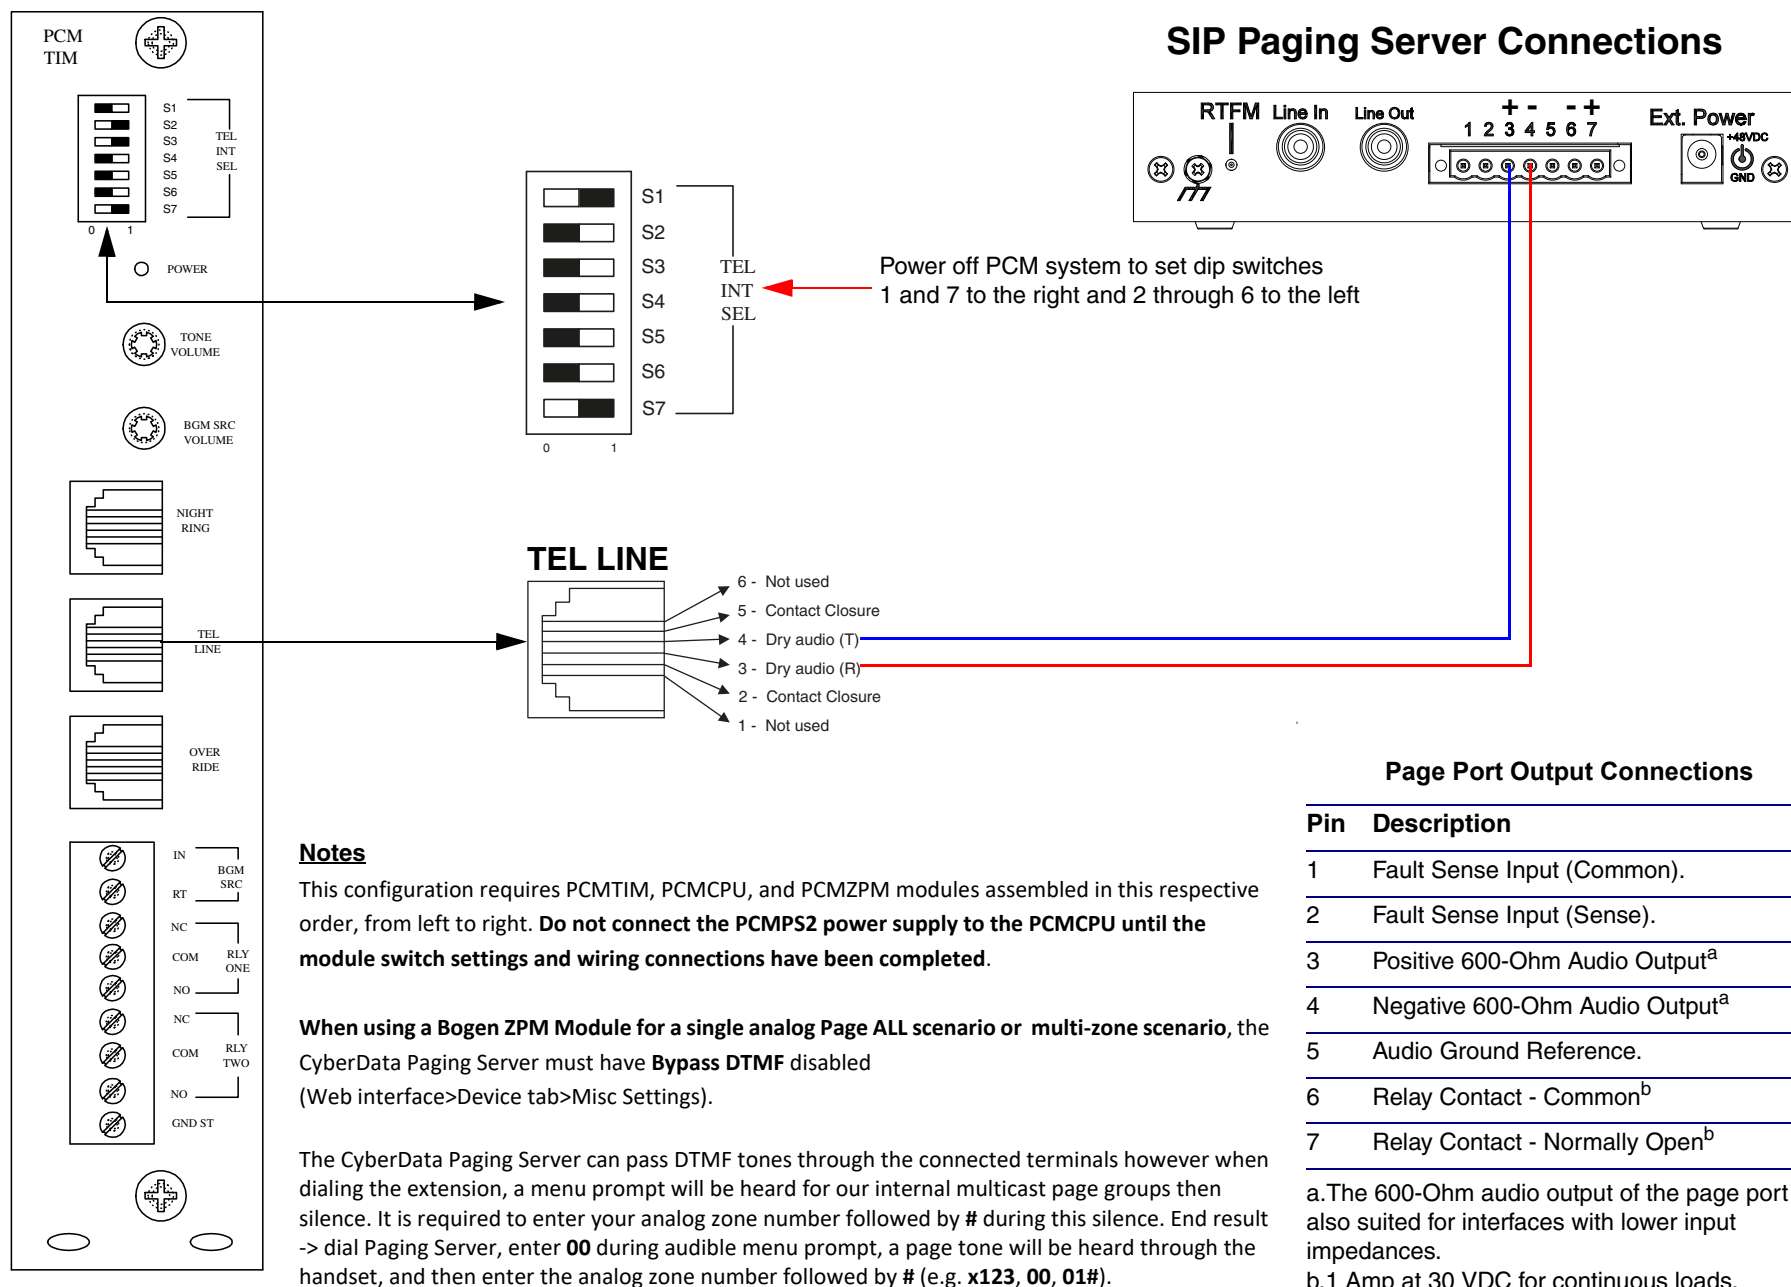 PCM
TIM
S1
S2
S3
S4
S5
S6
S7
TEL
INT
SEL
0 1
POWER
TONE
VOLUME
BGM SRC
VOLUME
NIGHT
RING
TEL
LINE
OVER
RIDE
IN
BGM
SRC
RT
NC
COM
RLY
ONE
NO
NC
COM
RLY
TWO
NO
GND ST
SIP Paging Server Connections
RTFM Line In Line Out
+ - - +
1 2 3 4 5 6 7
Ext. Power
+48VDC
GND
S1
S2
S3
S4
S5
S6
S7
TEL
INT
SEL
0 1
Power off PCM system to set dip switches
1 and 7 to the right and 2 through 6 to the left
TEL LINE
6 - Not used
5 - Contact Closure
4 - Dry audio (T)
3 - Dry audio (R)
2 - Contact Closure
1 - Not used
Notes
This configuration requires PCMTIM, PCMCPU, and PCMZPM modules assembled in this respective
order, from left to right. Do not connect the PCMPS2 power supply to the PCMCPU until the
module switch settings and wiring connections have been completed.
When using a Bogen ZPM Module for a single analog Page ALL scenario or multi-zone scenario, the
CyberData Paging Server must have Bypass DTMF disabled
(Web interface>Device tab>Misc Settings).
The CyberData Paging Server can pass DTMF tones through the connected terminals however when
dialing the extension, a menu prompt will be heard for our internal multicast page groups then
silence. It is required to enter your analog zone number followed by # during this silence. End result
-> dial Paging Server, enter 00 during audible menu prompt, a page tone will be heard through the
handset, and then enter the analog zone number followed by # (e.g. x123, 00, 01#).
Page Port Output Connections
Pin Description
1 Fault Sense Input (Common).
2 Fault Sense Input (Sense).
3 Positive 600-Ohm Audio Outputa
4 Negative 600-Ohm Audio Outputa
5 Audio Ground Reference.
6 Relay Contact - Commonb
7 Relay Contact - Normally Openb
a.The 600-Ohm audio output of the page port
also suited for interfaces with lower input
impedances.
b.1 Amp at 30 VDC for continuous loads.